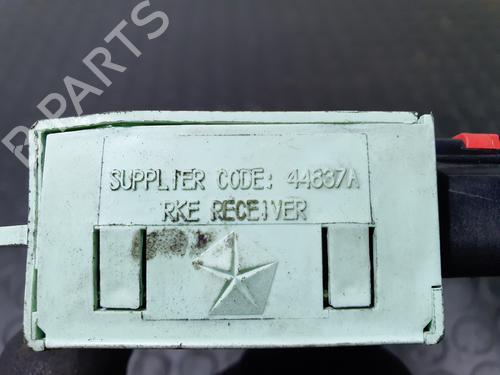 B-PARTS
SUPPLIER CODE: 44837A
RKE RECEIVER